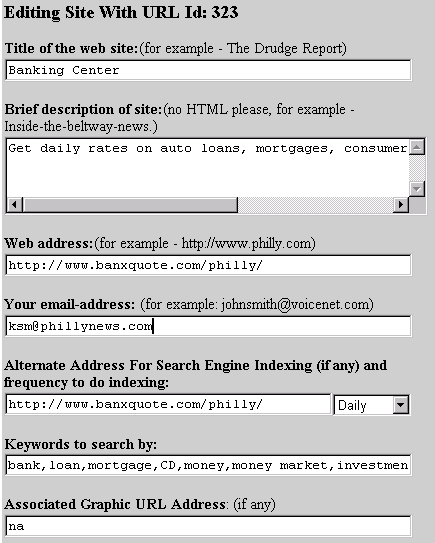 Editing Site With URL Id: 323
Title of the web site:(for example - The Drudge Report)
Banking Center
Brief description of site:(no HTML please, for example -
Inside-the-beltway-news.)
Get daily rates on auto loans, mortgages, consumer
Web address:(for example - http://www.philly.com)
http://www.banxquote.com/philly/
Your email-address: (for example: johnsmith@voicenet.com)
ksm@phillynews.com
Alternate Address For Search Engine Indexing (if any) and
frequency to do indexing:
http://www.banxquote.com/philly/ Daily
Keywords to search by:
bank,loan,mortgage,CD,money,money market,investmen
Associated Graphic URL Address: (if any)
na